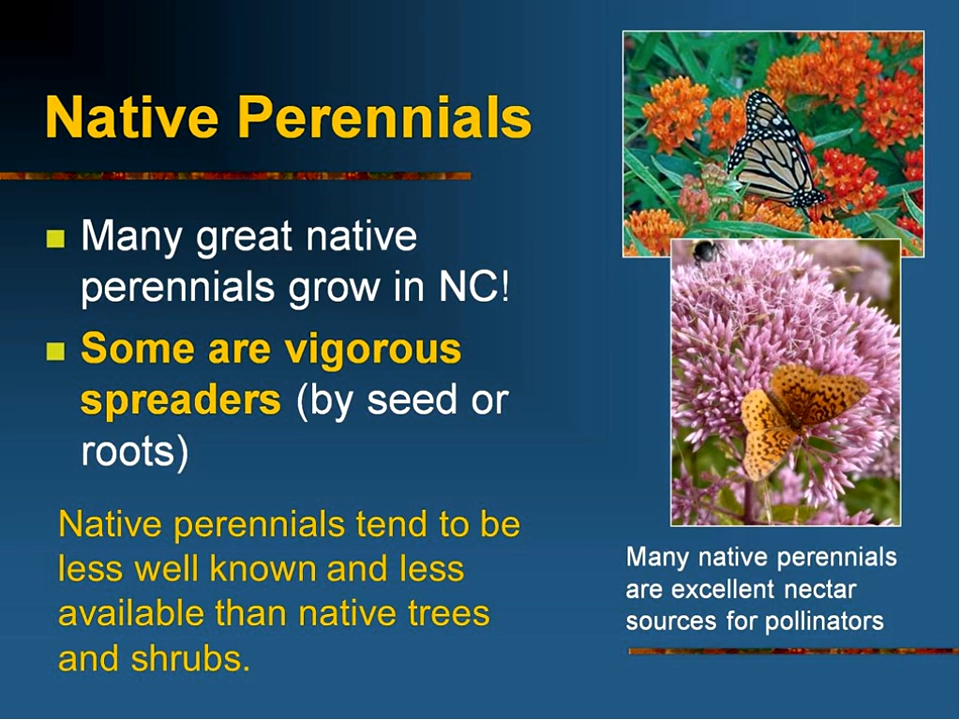 Native Perennials
Many great native
perennials grow in NC!
Some are vigorous
spreaders (by seed or
roots)
Native perennials tend to be
less well known and less
available than native trees
and shrubs.
Many native perennials
are excellent nectar
sources for pollinators